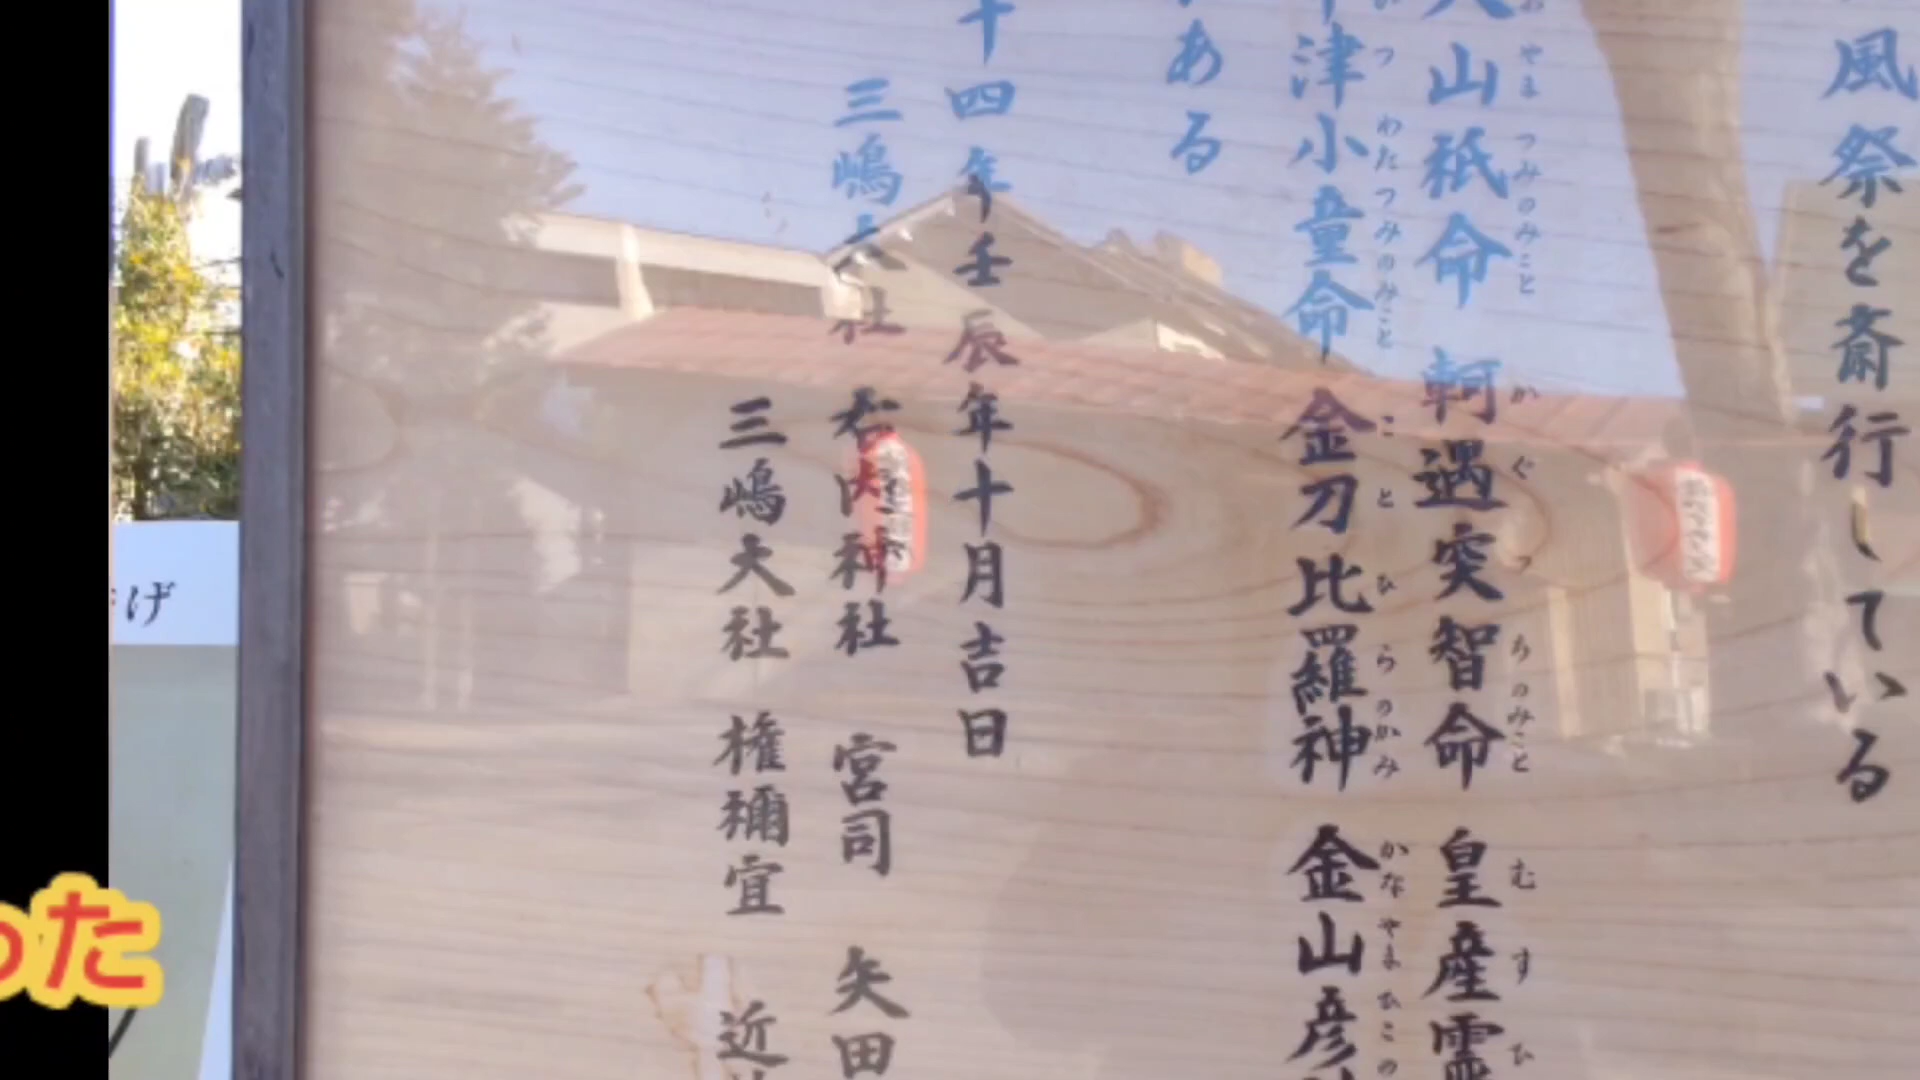 風祭を斎行している
山祇命 軻遇突智命 皇産霊
やまつみのみこと かぐつちのみこと むすひ
津小童命 金刀比羅神 金山彦
つわたつみのみこと ことひらのかみ かなやまひこの
ある
十四年壬辰年十月吉日
三嶋大社 若内神社 宮司 矢田
三嶋大社 権禰宜 近
げ
った